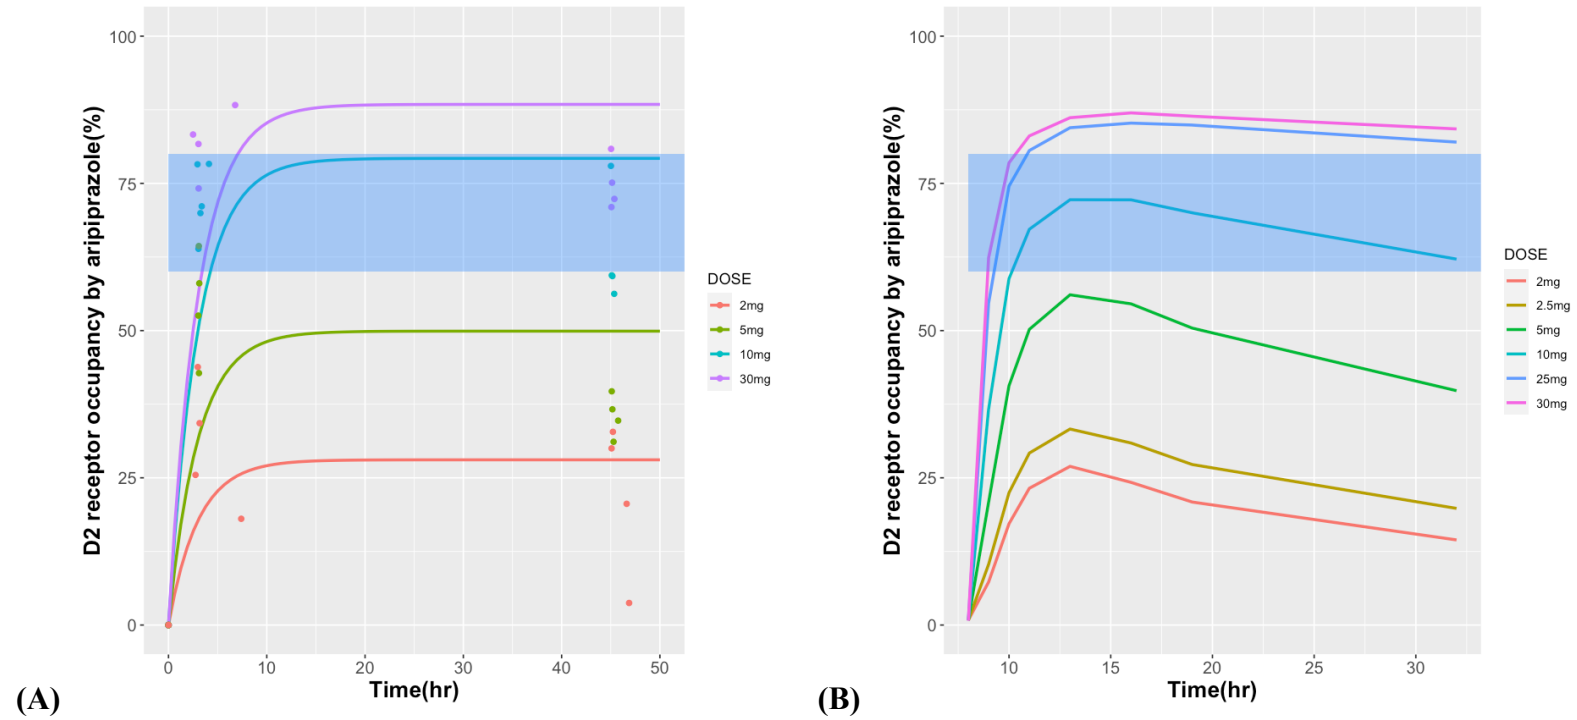 D2 receptor occupancy by aripiprazole(%)
100
75
50
25
0
0 10 20 30 40 50
Time(hr)
DOSE
2mg
5mg
10mg
30mg
(A)
D2 receptor occupancy by aripiprazole(%)
100
75
50
25
0
10 15 20 25 30
Time(hr)
DOSE
2mg
2.5mg
5mg
10mg
25mg
30mg
(B)